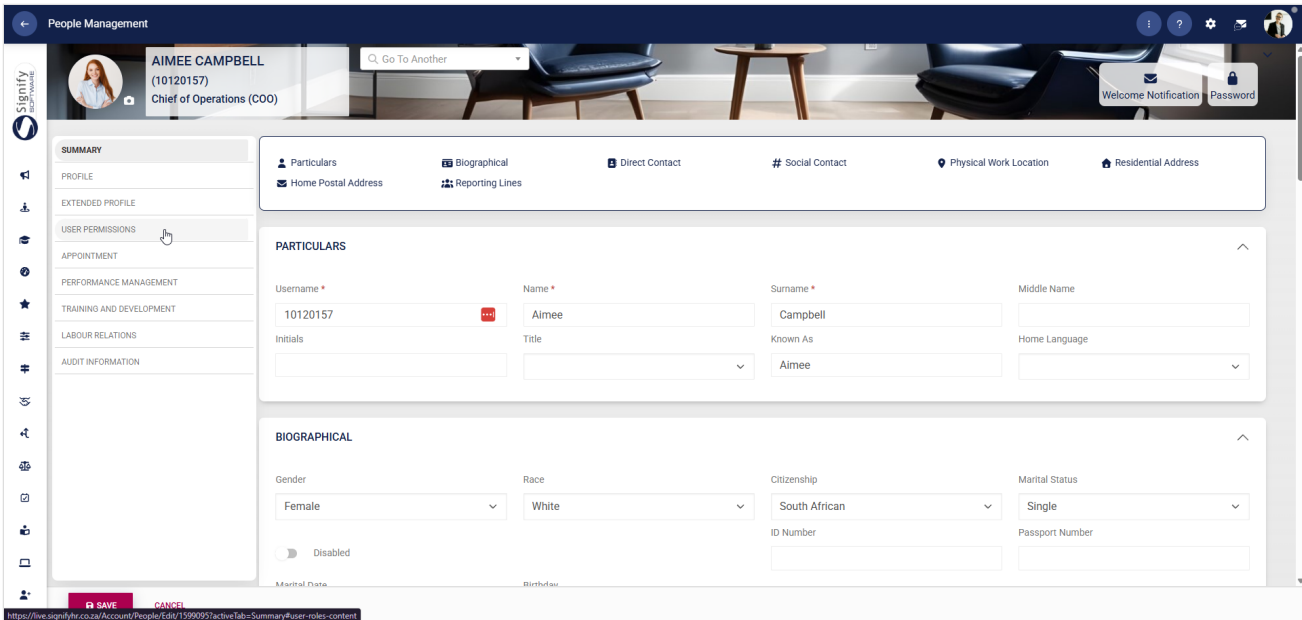 People Management
?
Signify
SOFTWARE
AIMEE CAMPBELL
(10120157)
Chief of Operations (COO)
Go To Another
Welcome Notification
Password
SUMMARY
PROFILE
EXTENDED PROFILE
USER PERMISSIONS
APPOINTMENT
PERFORMANCE MANAGEMENT
TRAINING AND DEVELOPMENT
LABOUR RELATIONS
AUDIT INFORMATION
Particulars
Biographical
Direct Contact
# Social Contact
Physical Work Location
Residential Address
Home Postal Address
Reporting Lines
PARTICULARS
Username *
Name *
Surname *
Middle Name
10120157
Aimee
Campbell
Initials
Title
Known As
Home Language
Aimee
BIOGRAPHICAL
Gender
Race
Citizenship
Marital Status
Female
White
South African
Single
ID Number
Passport Number
Disabled
Marital Date
Birthday
SAVE
CANCEL
https://live.signifyhr.co.za/Account/People/Edit/1599095?activeTab=Summary#user-roles-content